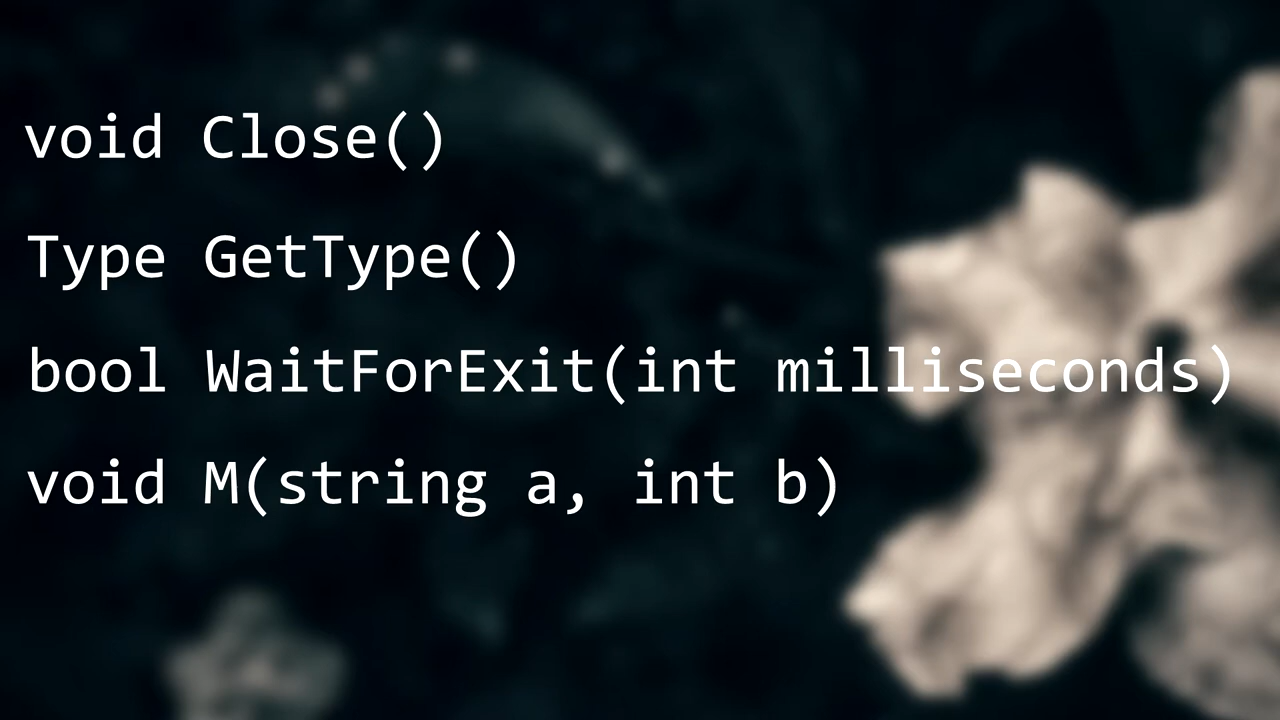 void Close()
Type GetType()
bool WaitForExit(int milliseconds)
void M(string a, int b)